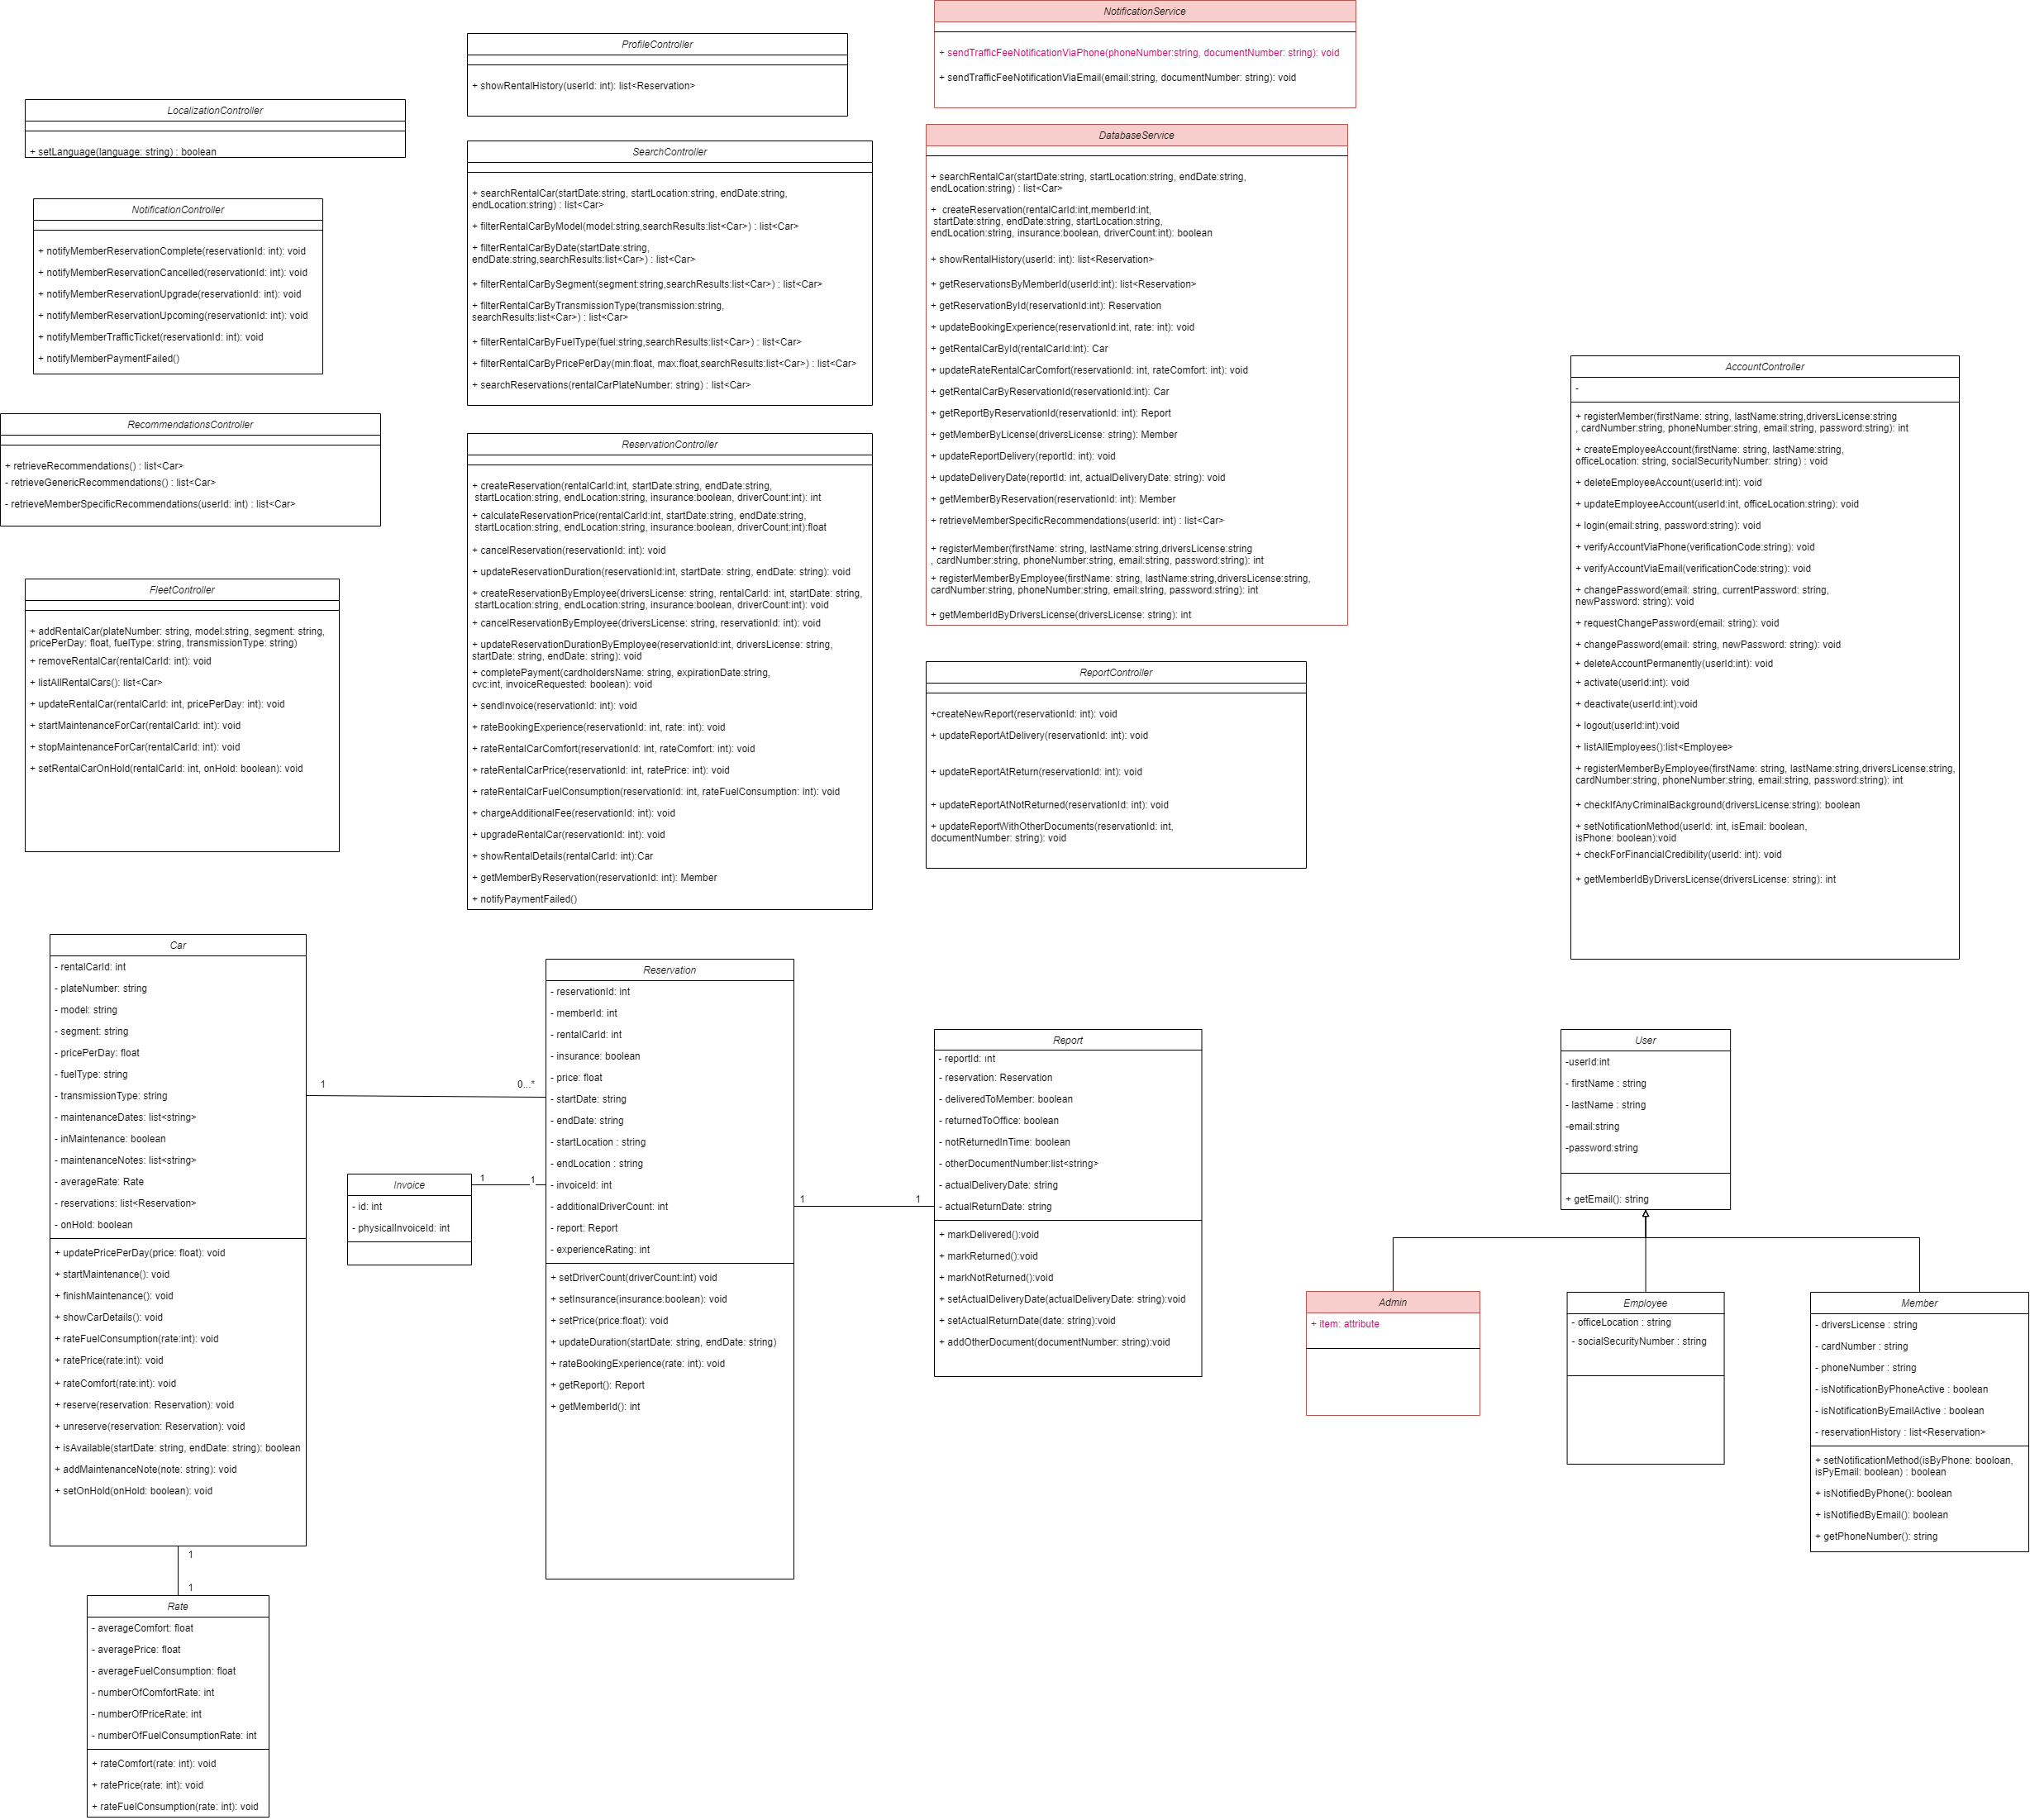 NotificationService
+ sendTrafficFeeNotificationViaPhone(phoneNumber:string, documentNumber: string): void
+ sendTrafficFeeNotificationViaEmail(email:string, documentNumber: string): void
ProfileController
+ showRentalHistory(userId: int): list<Reservation>
LocalizationController
+ setLanguage(language: string) : boolean
NotificationController
+ notifyMemberReservationComplete(reservationId: int): void
+ notifyMemberReservationCancelled(reservationId: int): void
+ notifyMemberReservationUpgrade(reservationId: int): void
+ notifyMemberReservationUpcoming(reservationId: int): void
+ notifyMemberTrafficTicket(reservationId: int): void
+ notifyMemberPaymentFailed()
RecommendationsController
+ retrieveRecommendations() : list<Car>
- retrieveGenericRecommendations() : list<Car>
- retrieveMemberSpecificRecommendations(userId: int) : list<Car>
FleetController
+ addRentalCar(plateNumber: string, model:string, segment: string,
pricePerDay: float, fuelType: string, transmissionType: string)
+ removeRentalCar(rentalCarId: int): void
+ listAllRentalCars(): list<Car>
+ updateRentalCar(rentalCarId: int, pricePerDay: int): void
+ startMaintenanceForCar(rentalCarId: int): void
+ stopMaintenanceForCar(rentalCarId: int): void
+ setRentalCarOnHold(rentalCarId: int, onHold: boolean): void
SearchController
+ searchRentalCar(startDate:string, startLocation:string, endDate:string,
endLocation:string) : list<Car>
+ filterRentalCarByModel(model:string,searchResults:list<Car>) : list<Car>
+ filterRentalCarByDate(startDate:string,
endDate:string,searchResults:list<Car>) : list<Car>
+ filterRentalCarBySegment(segment:string,searchResults:list<Car>) : list<Car>
+ filterRentalCarByTransmissionType(transmission:string,
searchResults:list<Car>) : list<Car>
+ filterRentalCarByFuelType(fuel:string,searchResults:list<Car>) : list<Car>
+ filterRentalCarByPricePerDay(min:float, max:float,searchResults:list<Car>) : list<Car>
+ searchReservations(rentalCarPlateNumber: string) : list<Car>
ReservationController
+ createReservation(rentalCarId:int, startDate:string, endDate:string,
startLocation:string, endLocation:string, insurance:boolean, driverCount:int): int
+ calculateReservationPrice(rentalCarId:int, startDate:string, endDate:string,
startLocation:string, endLocation:string, insurance:boolean, driverCount:int):float
+ cancelReservation(reservationId: int): void
+ updateReservationDuration(reservationId:int, startDate: string, endDate: string): void
+ createReservationByEmployee(driversLicense: string, rentalCarId: int, startDate: string,
startLocation:string, endLocation:string, insurance:boolean, driverCount:int): void
+ cancelReservationByEmployee(driversLicense: string, reservationId: int): void
+ updateReservationDurationByEmployee(reservationId:int, driversLicense: string,
startDate: string, endDate: string): void
+ completePayment(cardholdersName: string, expirationDate:string,
cvc:int, invoiceRequested: boolean): void
+ sendInvoice(reservationId: int): void
+ rateBookingExperience(reservationId: int, rate: int): void
+ rateRentalCarComfort(reservationId: int, rateComfort: int): void
+ rateRentalCarPrice(reservationId: int, ratePrice: int): void
+ rateRentalCarFuelConsumption(reservationId: int, rateFuelConsumption: int): void
+ chargeAdditionalFee(reservationId: int): void
+ upgradeRentalCar(reservationId: int): void
+ showRentalDetails(rentalCarId: int):Car
+ getMemberByReservation(reservationId: int): Member
+ notifyPaymentFailed()
DatabaseService
+ searchRentalCar(startDate:string, startLocation:string, endDate:string,
endLocation:string) : list<Car>
+ createReservation(rentalCarId:int,memberId:int,
startDate:string, endDate:string, startLocation:string,
endLocation:string, insurance:boolean, driverCount:int): boolean
+ showRentalHistory(userId: int): list<Reservation>
+ getReservationsByMemberId(userId:int): list<Reservation>
+ getReservationById(reservationId:int): Reservation
+ updateBookingExperience(reservationId:int, rate: int): void
+ getRentalCarById(rentalCarId:int): Car
+ updateRateRentalCarComfort(reservationId: int, rateComfort: int): void
+ getRentalCarByReservationId(reservationId:int): Car
+ getReportByReservationId(reservationId: int): Report
+ getMemberByLicense(driversLicense: string): Member
+ updateReportDelivery(reportId: int): void
+ updateDeliveryDate(reportId: int, actualDeliveryDate: string): void
+ getMemberByReservation(reservationId: int): Member
+ retrieveMemberSpecificRecommendations(userId: int) : list<Car>
+ registerMember(firstName: string, lastName:string,driversLicense:string
, cardNumber:string, phoneNumber:string, email:string, password:string): int
+ registerMemberByEmployee(firstName: string, lastName:string,driversLicense:string,
cardNumber:string, phoneNumber:string, email:string, password:string): int
+ getMemberIdByDriversLicense(driversLicense: string): int
ReportController
+createNewReport(reservationId: int): void
+ updateReportAtDelivery(reservationId: int): void
+ updateReportAtReturn(reservationId: int): void
+ updateReportAtNotReturned(reservationId: int): void
+ updateReportWithOtherDocuments(reservationId: int,
documentNumber: string): void
AccountController
-
+ registerMember(firstName: string, lastName:string,driversLicense:string
, cardNumber:string, phoneNumber:string, email:string, password:string): int
+ createEmployeeAccount(firstName: string, lastName:string,
officeLocation: string, socialSecurityNumber: string) : void
+ deleteEmployeeAccount(userId:int): void
+ updateEmployeeAccount(userId:int, officeLocation:string): void
+ login(email:string, password:string): void
+ verifyAccountViaPhone(verificationCode:string): void
+ verifyAccountViaEmail(verificationCode:string): void
+ changePassword(email: string, currentPassword: string,
newPassword: string): void
+ requestChangePassword(email: string): void
+ changePassword(email: string, newPassword: string): void
+ deleteAccountPermanently(userId:int): void
+ activate(userId:int): void
+ deactivate(userId:int):void
+ logout(userId:int):void
+ listAllEmployees():list<Employee>
+ registerMemberByEmployee(firstName: string, lastName:string,driversLicense:string,
cardNumber:string, phoneNumber:string, email:string, password:string): int
+ checkIfAnyCriminalBackground(driversLicense:string): boolean
+ setNotificationMethod(userId: int, isEmail: boolean,
isPhone: boolean):void
+ checkForFinancialCredibility(userId: int): void
+ getMemberIdByDriversLicense(driversLicense: string): int
Car
- rentalCarId: int
- plateNumber: string
- model: string
- segment: string
- pricePerDay: float
- fuelType: string
- transmissionType: string
- maintenanceDates: list<string>
- inMaintenance: boolean
- maintenanceNotes: list<string>
- averageRate: Rate
- reservations: list<Reservation>
- onHold: boolean
+ updatePricePerDay(price: float): void
+ startMaintenance(): void
+ finishMaintenance(): void
+ showCarDetails(): void
+ rateFuelConsumption(rate:int): void
+ ratePrice(rate:int): void
+ rateComfort(rate:int): void
+ reserve(reservation: Reservation): void
+ unreserve(reservation: Reservation): void
+ isAvailable(startDate: string, endDate: string): boolean
+ addMaintenanceNote(note: string): void
+ setOnHold(onHold: boolean): void
1
0...*
Reservation
- reservationId: int
- memberId: int
- rentalCarId: int
- insurance: boolean
- price: float
- startDate: string
- endDate: string
- startLocation : string
- endLocation : string
- invoiceId: int
- additionalDriverCount: int
- report: Report
- experienceRating: int
+ setDriverCount(driverCount:int) void
+ setInsurance(insurance:boolean): void
+ setPrice(price:float): void
+ updateDuration(startDate: string, endDate: string)
+ rateBookingExperience(rate: int): void
+ getReport(): Report
+ getMemberId(): int
Invoice
- id: int
- physicalInvoiceId: int
1
1
1
1
Report
- reportId: int
- reservation: Reservation
- deliveredToMember: boolean
- returnedToOffice: boolean
- notReturnedInTime: boolean
- otherDocumentNumber:list<string>
- actualDeliveryDate: string
- actualReturnDate: string
+ markDelivered():void
+ markReturned():void
+ markNotReturned():void
+ setActualDeliveryDate(actualDeliveryDate: string):void
+ setActualReturnDate(date: string):void
+ addOtherDocument(documentNumber: string):void
User
-userId:int
- firstName : string
- lastName : string
-email:string
-password:string
+ getEmail(): string
Admin
+ item: attribute
Employee
- officeLocation : string
- socialSecurityNumber : string
Member
- driversLicense : string
- cardNumber : string
- phoneNumber : string
- isNotificationByPhoneActive : boolean
- isNotificationByEmailActive : boolean
- reservationHistory : list<Reservation>
+ setNotificationMethod(isByPhone: booloan,
isPyEmail: boolean) : boolean
+ isNotifiedByPhone(): boolean
+ isNotifiedByEmail(): boolean
+ getPhoneNumber(): string
1
1
Rate
- averageComfort: float
- averagePrice: float
- averageFuelConsumption: float
- numberOfComfortRate: int
- numberOfPriceRate: int
- numberOfFuelConsumptionRate: int
+ rateComfort(rate: int): void
+ ratePrice(rate: int): void
+ rateFuelConsumption(rate: int): void